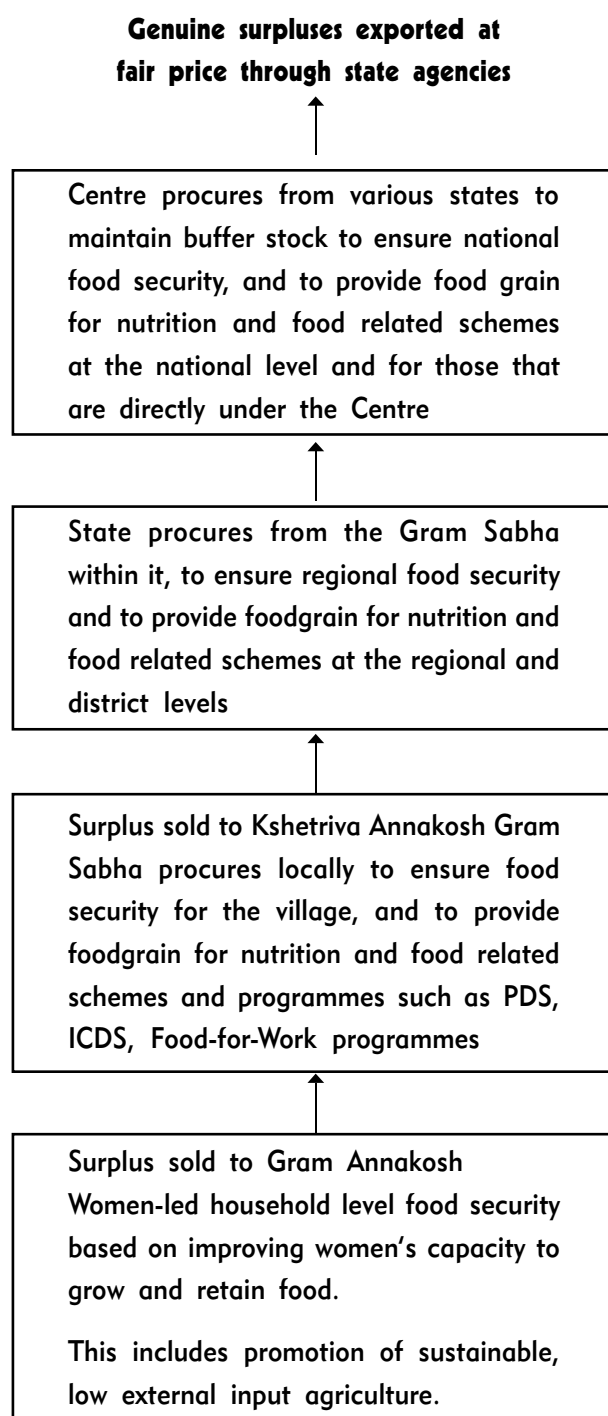 Genuine surpluses exported at
fair price through state agencies
Centre procures from various states to
maintain buffer stock to ensure national
food security, and to provide food grain
for nutrition and food related schemes
at the national level and for those that
are directly under the Centre
State procures from the Gram Sabha
within it, to ensure regional food security
and to provide foodgrain for nutrition and
food related schemes at the regional and
district levels
Surplus sold to Kshetriva Annakosh Gram
Sabha procures locally to ensure food
security for the village, and to provide
foodgrain for nutrition and food related
schemes and programmes such as PDS,
ICDS, Food-for-Work programmes
Surplus sold to Gram Annakosh
Women-led household level food security
based on improving women's capacity to
grow and retain food.
This includes promotion of sustainable,
low external input agriculture.